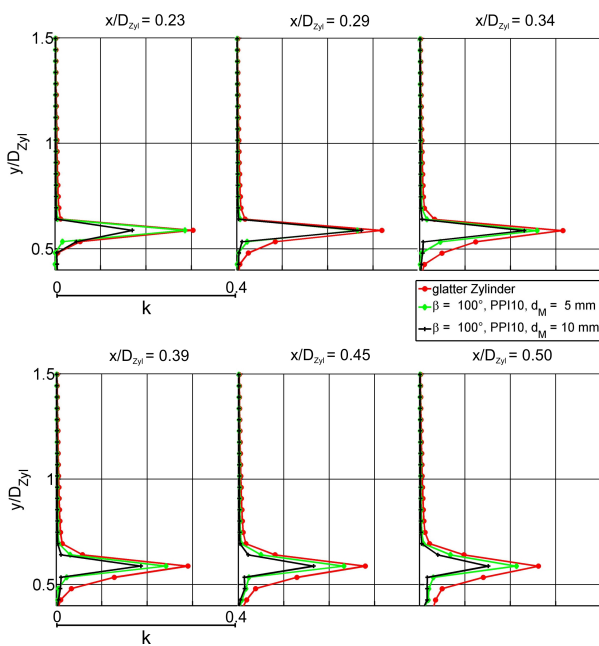 x/D_Zyl = 0.23
x/D_Zyl = 0.29
x/D_Zyl = 0.34
1.5
1
0.5
y/D_Zyl
0
0.4
k
glatter Zylinder
β = 100°, PPI10, d_M = 5 mm
β = 100°, PPI10, d_M = 10 mm
x/D_Zyl = 0.39
x/D_Zyl = 0.45
x/D_Zyl = 0.50
1.5
1
0.5
y/D_Zyl
0
0.4
k